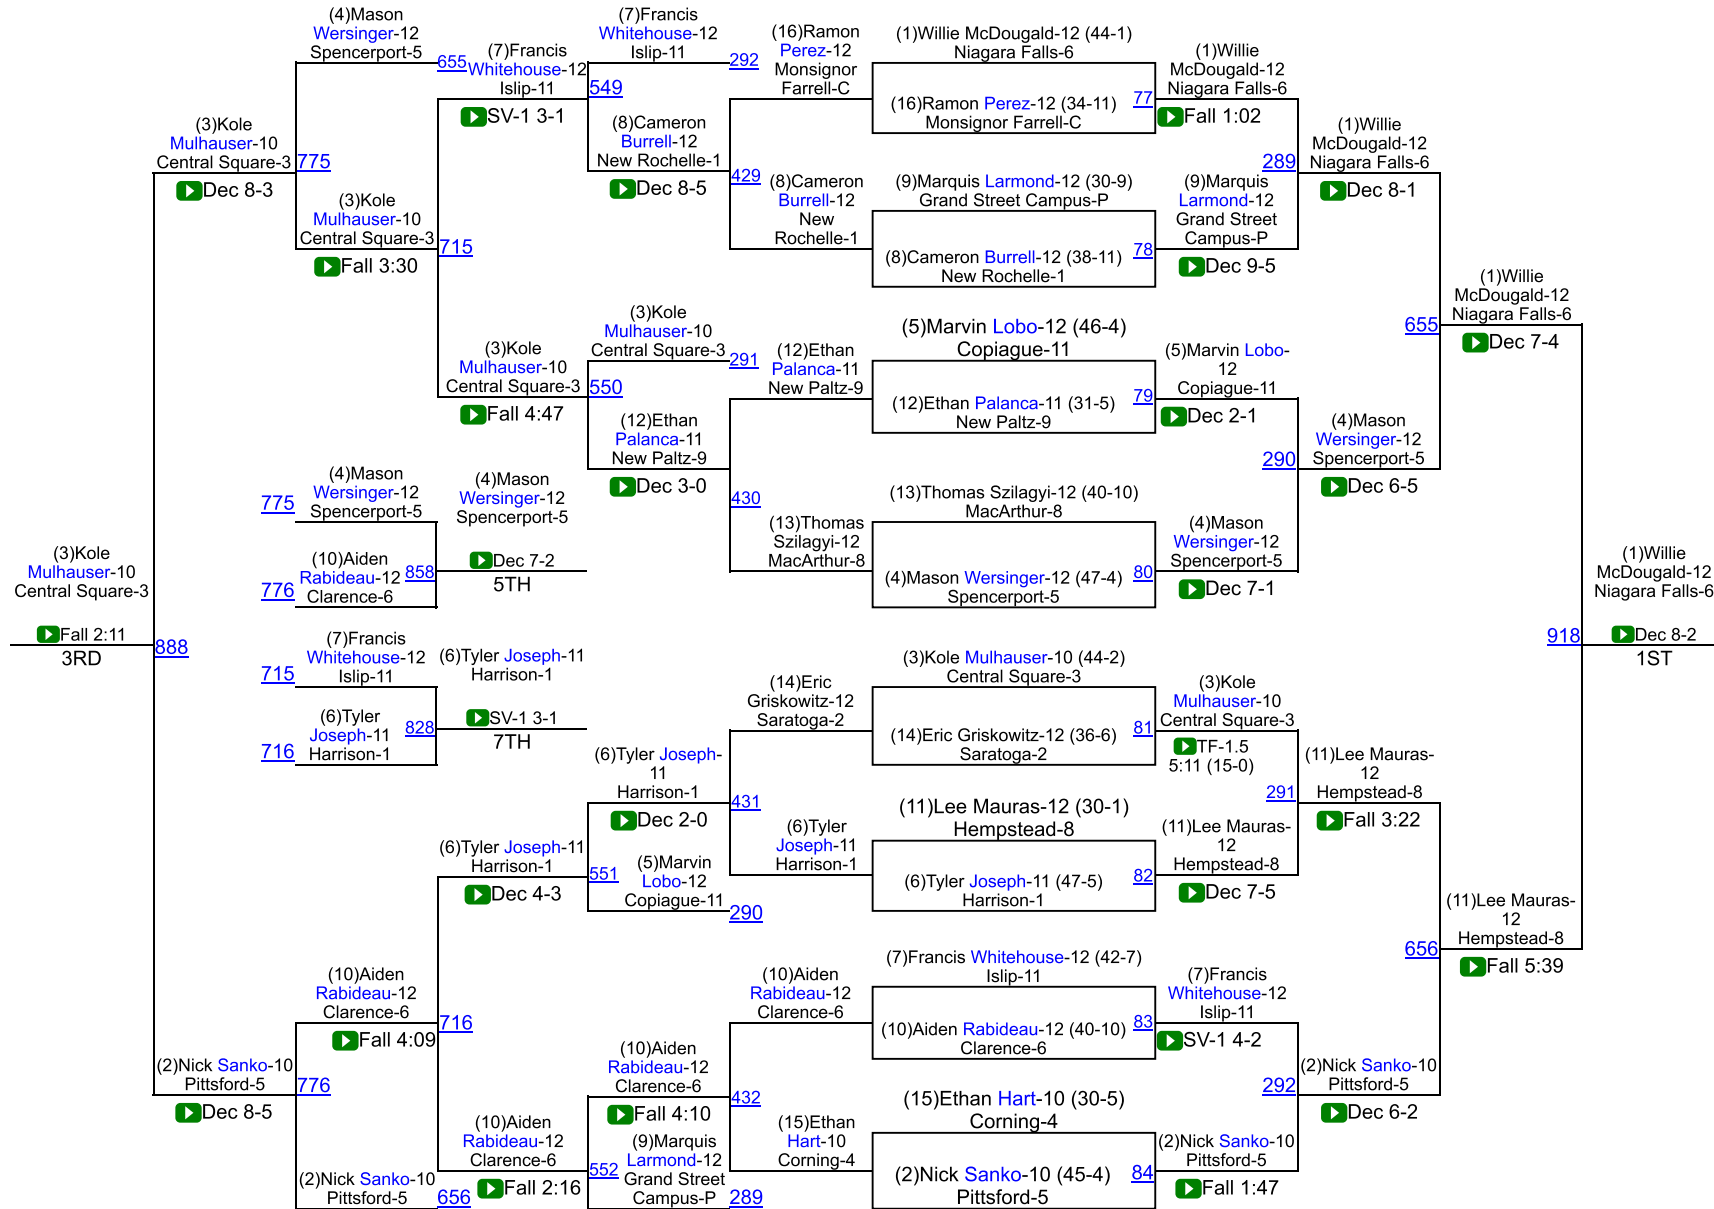 (4)Mason
Wersinger-12
Spencerport-5
655
(7)Francis
Whitehouse-12
Islip-11
SV-1 3-1
(7)Francis
Whitehouse-12
Islip-11
292
549
(8)Cameron
Burrell-12
New Rochelle-1
Dec 8-5
(3)Kole
Mulhauser-10
Central Square-3
775
Dec 8-3
(3)Kole
Mulhauser-10
Central Square-3
715
Fall 3:30
(3)Kole
Mulhauser-10
Central Square-3
550
Fall 4:47
(3)Kole
Mulhauser-10
Central Square-3
291
(12)Ethan
Palanca-11
New Paltz-9
Dec 3-0
(16)Ramon
Perez-12
Monsignor
Farrell-C
429
(8)Cameron
Burrell-12
New
Rochelle-1
(12)Ethan
Palanca-11
New Paltz-9
430
(13)Thomas
Szilagyi-12
MacArthur-8
(1)Willie McDougald-12 (44-1)
Niagara Falls-6
(16)Ramon Perez-12 (34-11)
Monsignor Farrell-C
77
(9)Marquis Larmond-12 (30-9)
Grand Street Campus-P
(8)Cameron Burrell-12 (38-11)
New Rochelle-1
78
(5)Marvin Lobo-12 (46-4)
Copiague-11
(12)Ethan Palanca-11 (31-5)
New Paltz-9
79
(13)Thomas Szilagyi-12 (40-10)
MacArthur-8
(4)Mason Wersinger-12 (47-4)
Spencerport-5
80
(1)Willie
McDougald-12
Niagara Falls-6
Fall 1:02
289
(9)Marquis
Larmond-12
Grand Street
Campus-P
Dec 9-5
(5)Marvin Lobo-
12
Copiague-11
Dec 2-1
290
(4)Mason
Wersinger-12
Spencerport-5
Dec 7-1
(1)Willie
McDougald-12
Niagara Falls-6
Dec 8-1
655
(4)Mason
Wersinger-12
Spencerport-5
Dec 6-5
(1)Willie
McDougald-12
Niagara Falls-6
Dec 7-4
775
(4)Mason
Wersinger-12
Spencerport-5
776
(10)Aiden
Rabideau-12
Clarence-6
858
(4)Mason
Wersinger-12
Spencerport-5
Dec 7-2
5TH
(3)Kole
Mulhauser-10
Central Square-3
Fall 2:11
3RD
888
715
(7)Francis
Whitehouse-12
Islip-11
716
(6)Tyler
Joseph-11
Harrison-1
828
(6)Tyler Joseph-11
Harrison-1
SV-1 3-1
7TH
(1)Willie
McDougald-12
Niagara Falls-6
918
Dec 8-2
1ST
(6)Tyler Joseph-
11
Harrison-1
Dec 2-0
(6)Tyler Joseph-11
Harrison-1
Dec 4-3
551
(5)Marvin
Lobo-12
Copiague-11
290
(14)Eric
Griskowitz-12
Saratoga-2
431
(6)Tyler
Joseph-11
Harrison-1
(3)Kole Mulhauser-10 (44-2)
Central Square-3
(14)Eric Griskowitz-12 (36-6)
Saratoga-2
81
(11)Lee Mauras-12 (30-1)
Hempstead-8
(6)Tyler Joseph-11 (47-5)
Harrison-1
82
(3)Kole
Mulhauser-10
Central Square-3
TF-1.5
5:11 (15-0)
291
(11)Lee Mauras-
12
Hempstead-8
Dec 7-5
(11)Lee Mauras-
12
Hempstead-8
Fall 3:22
656
(11)Lee Mauras-
12
Hempstead-8
Fall 5:39
(10)Aiden
Rabideau-12
Clarence-6
Fall 4:09
716
(2)Nick Sanko-10
Pittsford-5
776
Dec 8-5
(2)Nick Sanko-10
Pittsford-5
656
(10)Aiden
Rabideau-12
Clarence-6
Fall 2:16
(10)Aiden
Rabideau-12
Clarence-6
Fall 4:10
552
(9)Marquis
Larmond-12
Grand Street
Campus-P
289
(10)Aiden
Rabideau-12
Clarence-6
432
(15)Ethan
Hart-10
Corning-4
(7)Francis Whitehouse-12 (42-7)
Islip-11
(10)Aiden Rabideau-12 (40-10)
Clarence-6
83
(15)Ethan Hart-10 (30-5)
Corning-4
(2)Nick Sanko-10 (45-4)
Pittsford-5
84
(7)Francis
Whitehouse-12
Islip-11
SV-1 4-2
292
(2)Nick Sanko-10
Pittsford-5
Fall 1:47
(2)Nick Sanko-10
Pittsford-5
Dec 6-2